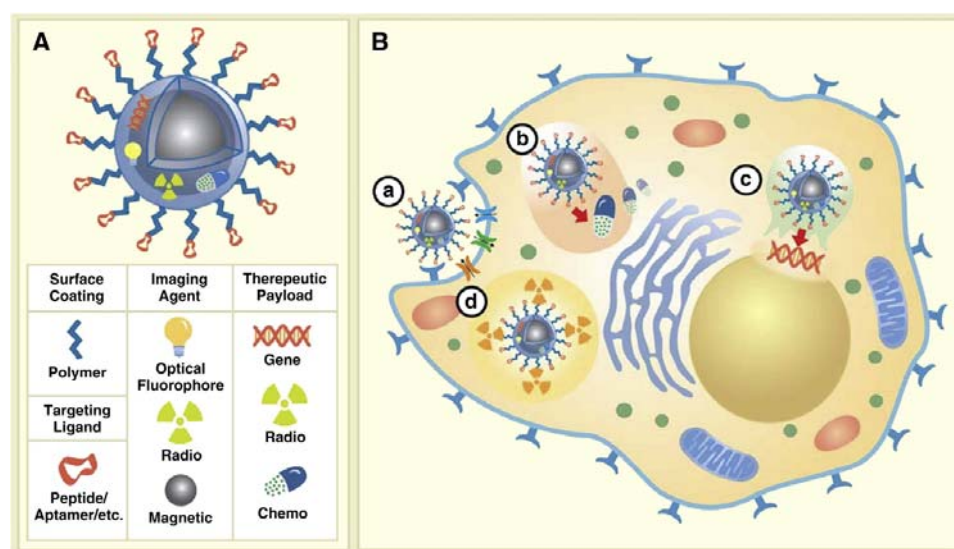 A
Surface
Coating
Imaging
Agent
Therepeutic
Payload
Polymer
Optical
Fluorophore
Gene
Targeting
Ligand
Radio
Radio
Peptide/
Aptamer/etc.
Magnetic
Chemo
B
a
b
c
d